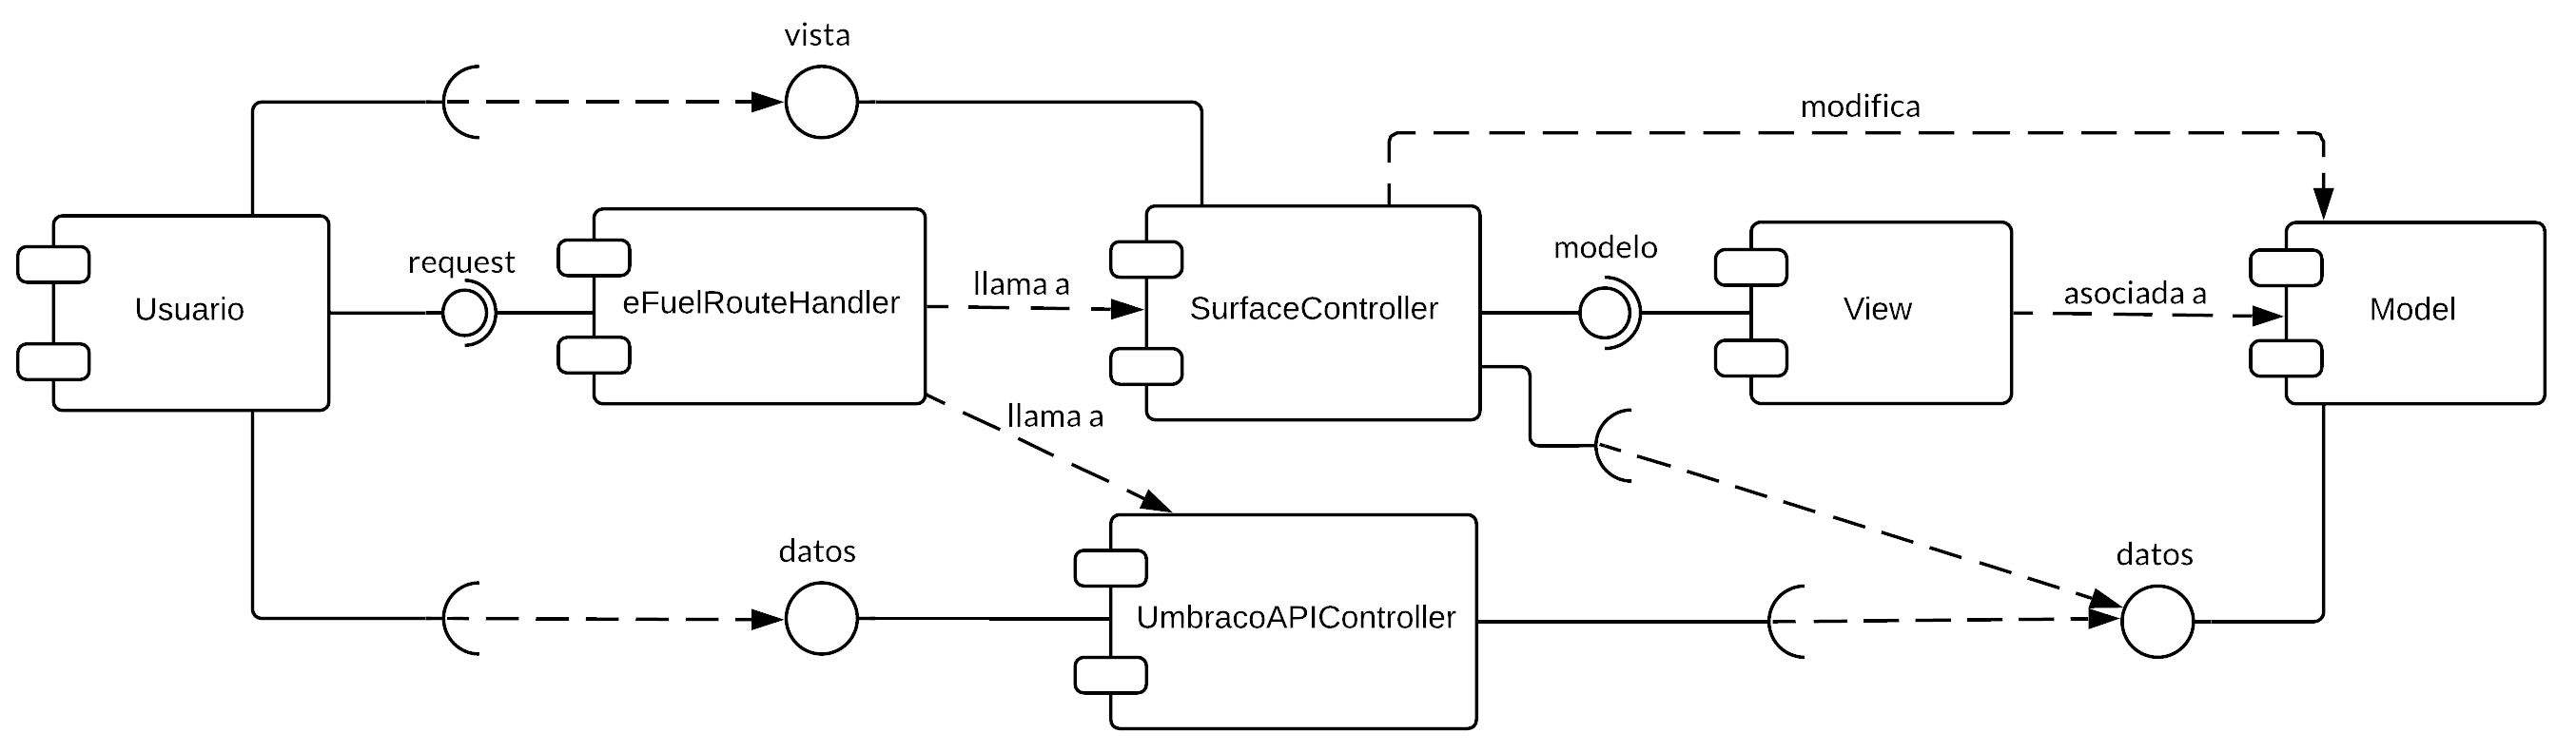 vista
modifica
request
llama a
modelo
asociada a
Usuario
eFuelRouteHandler
SurfaceController
View
Model
llama a
datos
datos
UmbracoAPIController